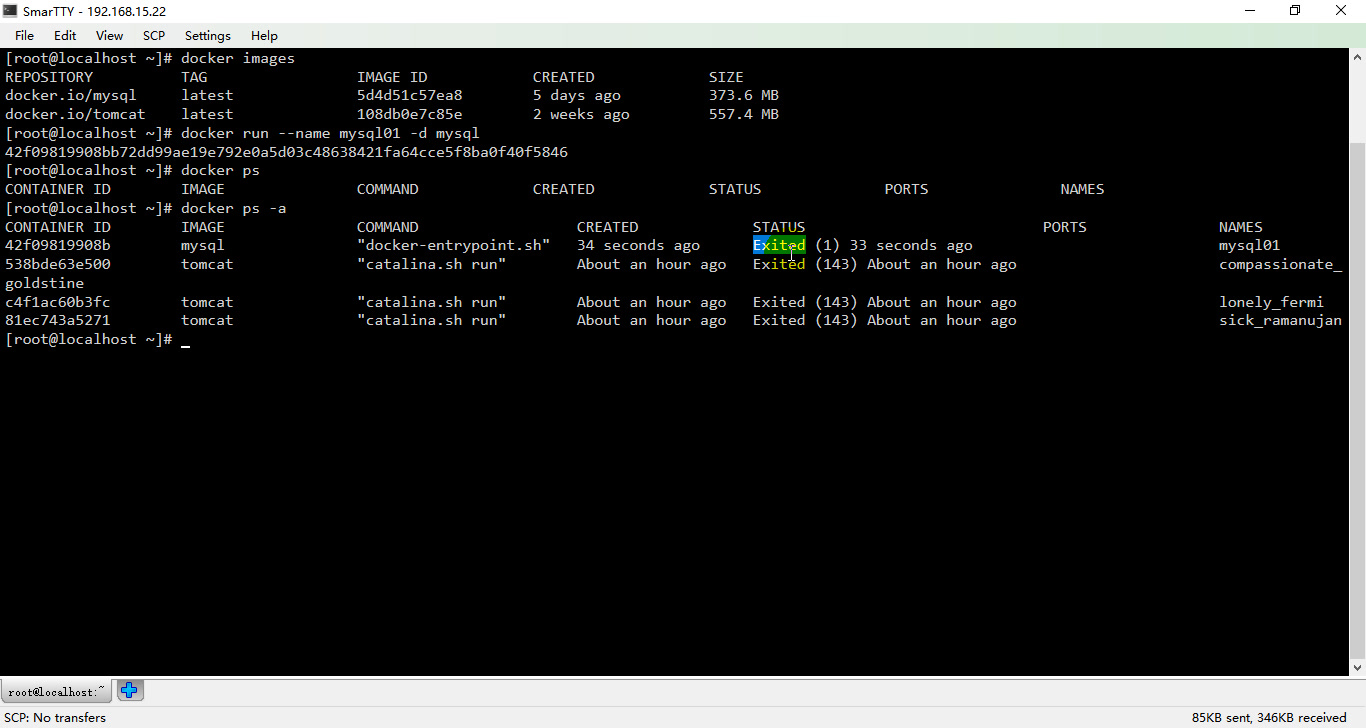 SmarTTY - 192.168.15.22
File Edit View SCP Settings Help
[root@localhost ~]# docker images
REPOSITORY TAG IMAGE ID CREATED SIZE
docker.io/mysql latest 5d4d51c57ea8 5 days ago 373.6 MB
docker.io/tomcat latest 108db0e7c85e 2 weeks ago 557.4 MB
[root@localhost ~]# docker run --name mysql01 -d mysql
42f09819908bb72dd99ae19e792e0a5d03c48638421fa64cce5f8ba0f40f5846
[root@localhost ~]# docker ps
CONTAINER ID IMAGE COMMAND CREATED STATUS PORTS NAMES
[root@localhost ~]# docker ps -a
CONTAINER ID IMAGE COMMAND CREATED STATUS PORTS NAMES
42f09819908b mysql "docker-entrypoint.sh" 34 seconds ago Exited (1) 33 seconds ago mysql01
538bde63e500 tomcat "catalina.sh run" About an hour ago Exited (143) About an hour ago compassionate_
goldstine
c4f1ac60b3fc tomcat "catalina.sh run" About an hour ago Exited (143) About an hour ago lonely_fermi
81ec743a5271 tomcat "catalina.sh run" About an hour ago Exited (143) About an hour ago sick_ramanujan
[root@localhost ~]#
root@localhost:~
SCP: No transfers 85KB sent, 346KB received